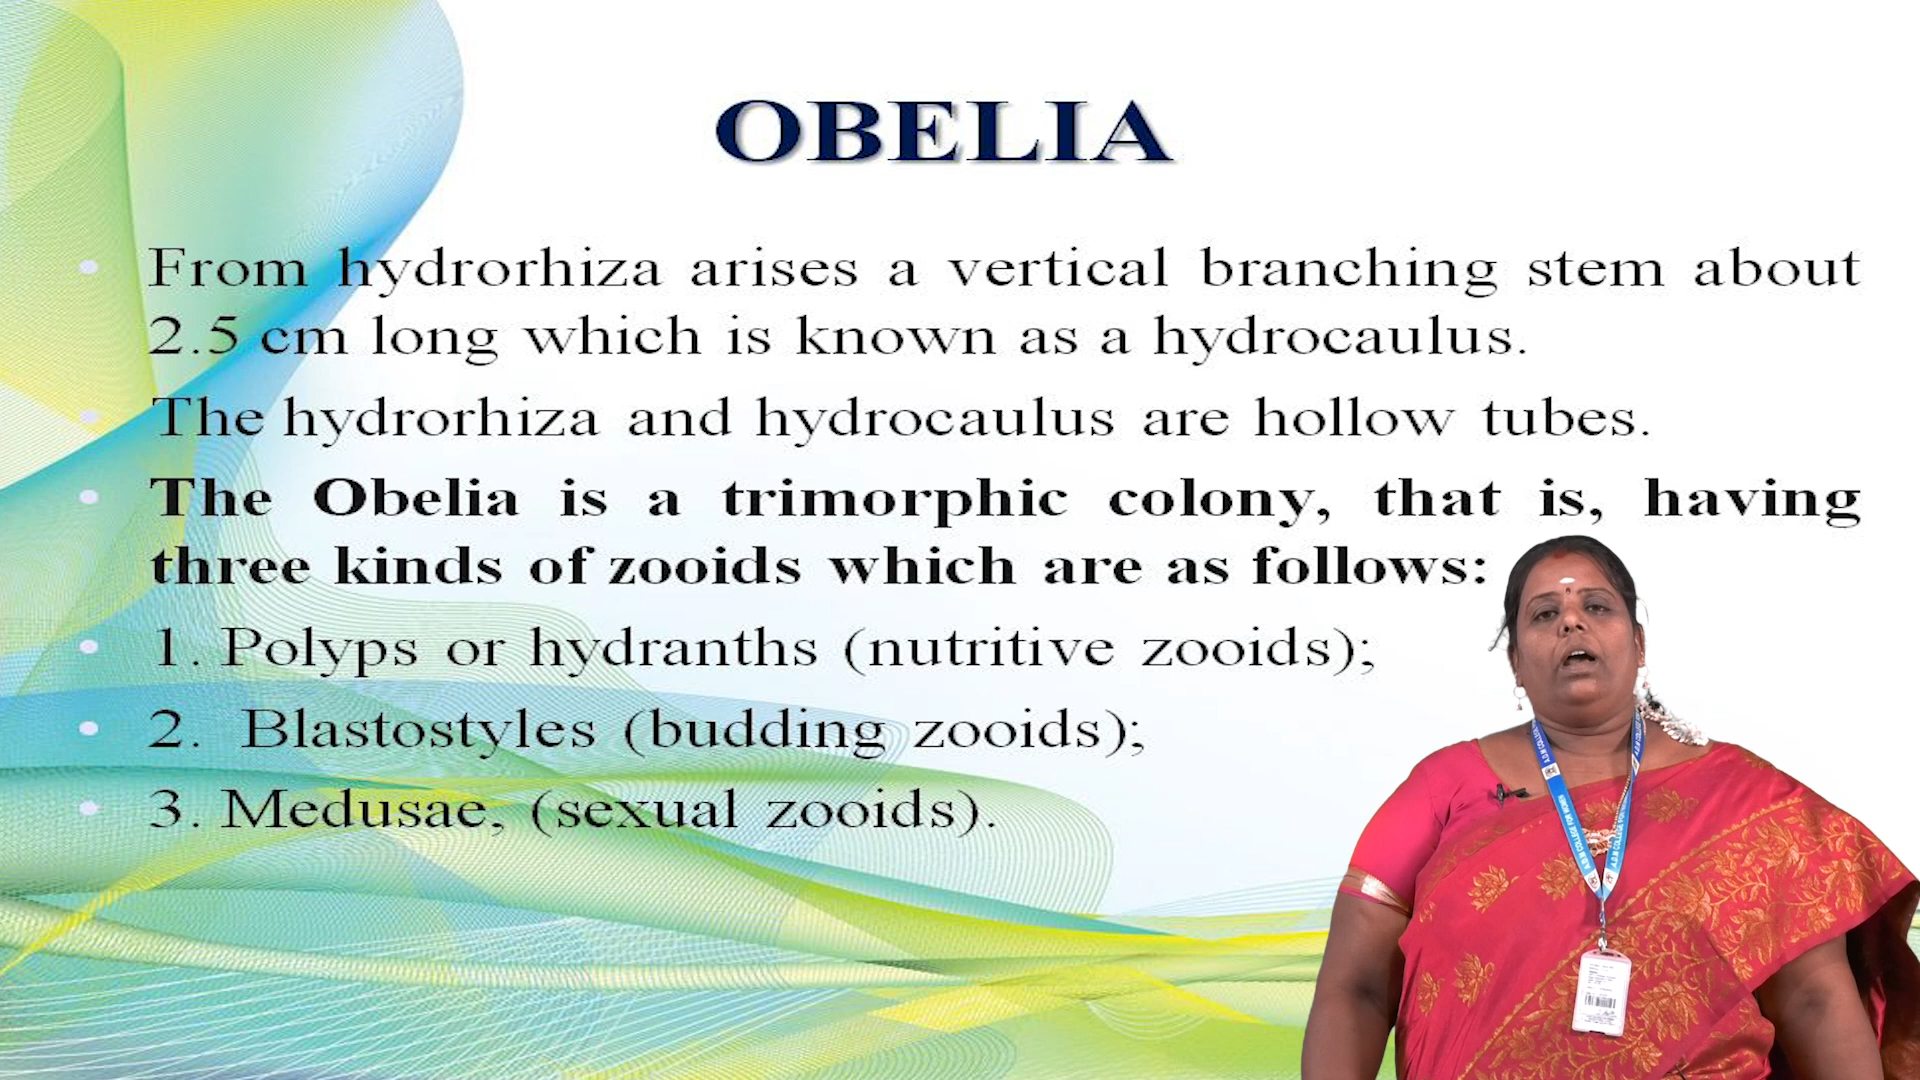 OBELIA
• From hydrorhiza arises a vertical branching stem about
2.5 cm long which is known as a hydrocaulus.
• The hydrorhiza and hydrocaulus are hollow tubes.
• The Obelia is a trimorphic colony, that is, having
three kinds of zooids which are as follows:
• 1. Polyps or hydranths (nutritive zooids);
• 2. Blastostyles (budding zooids);
• 3. Medusae, (sexual zooids).